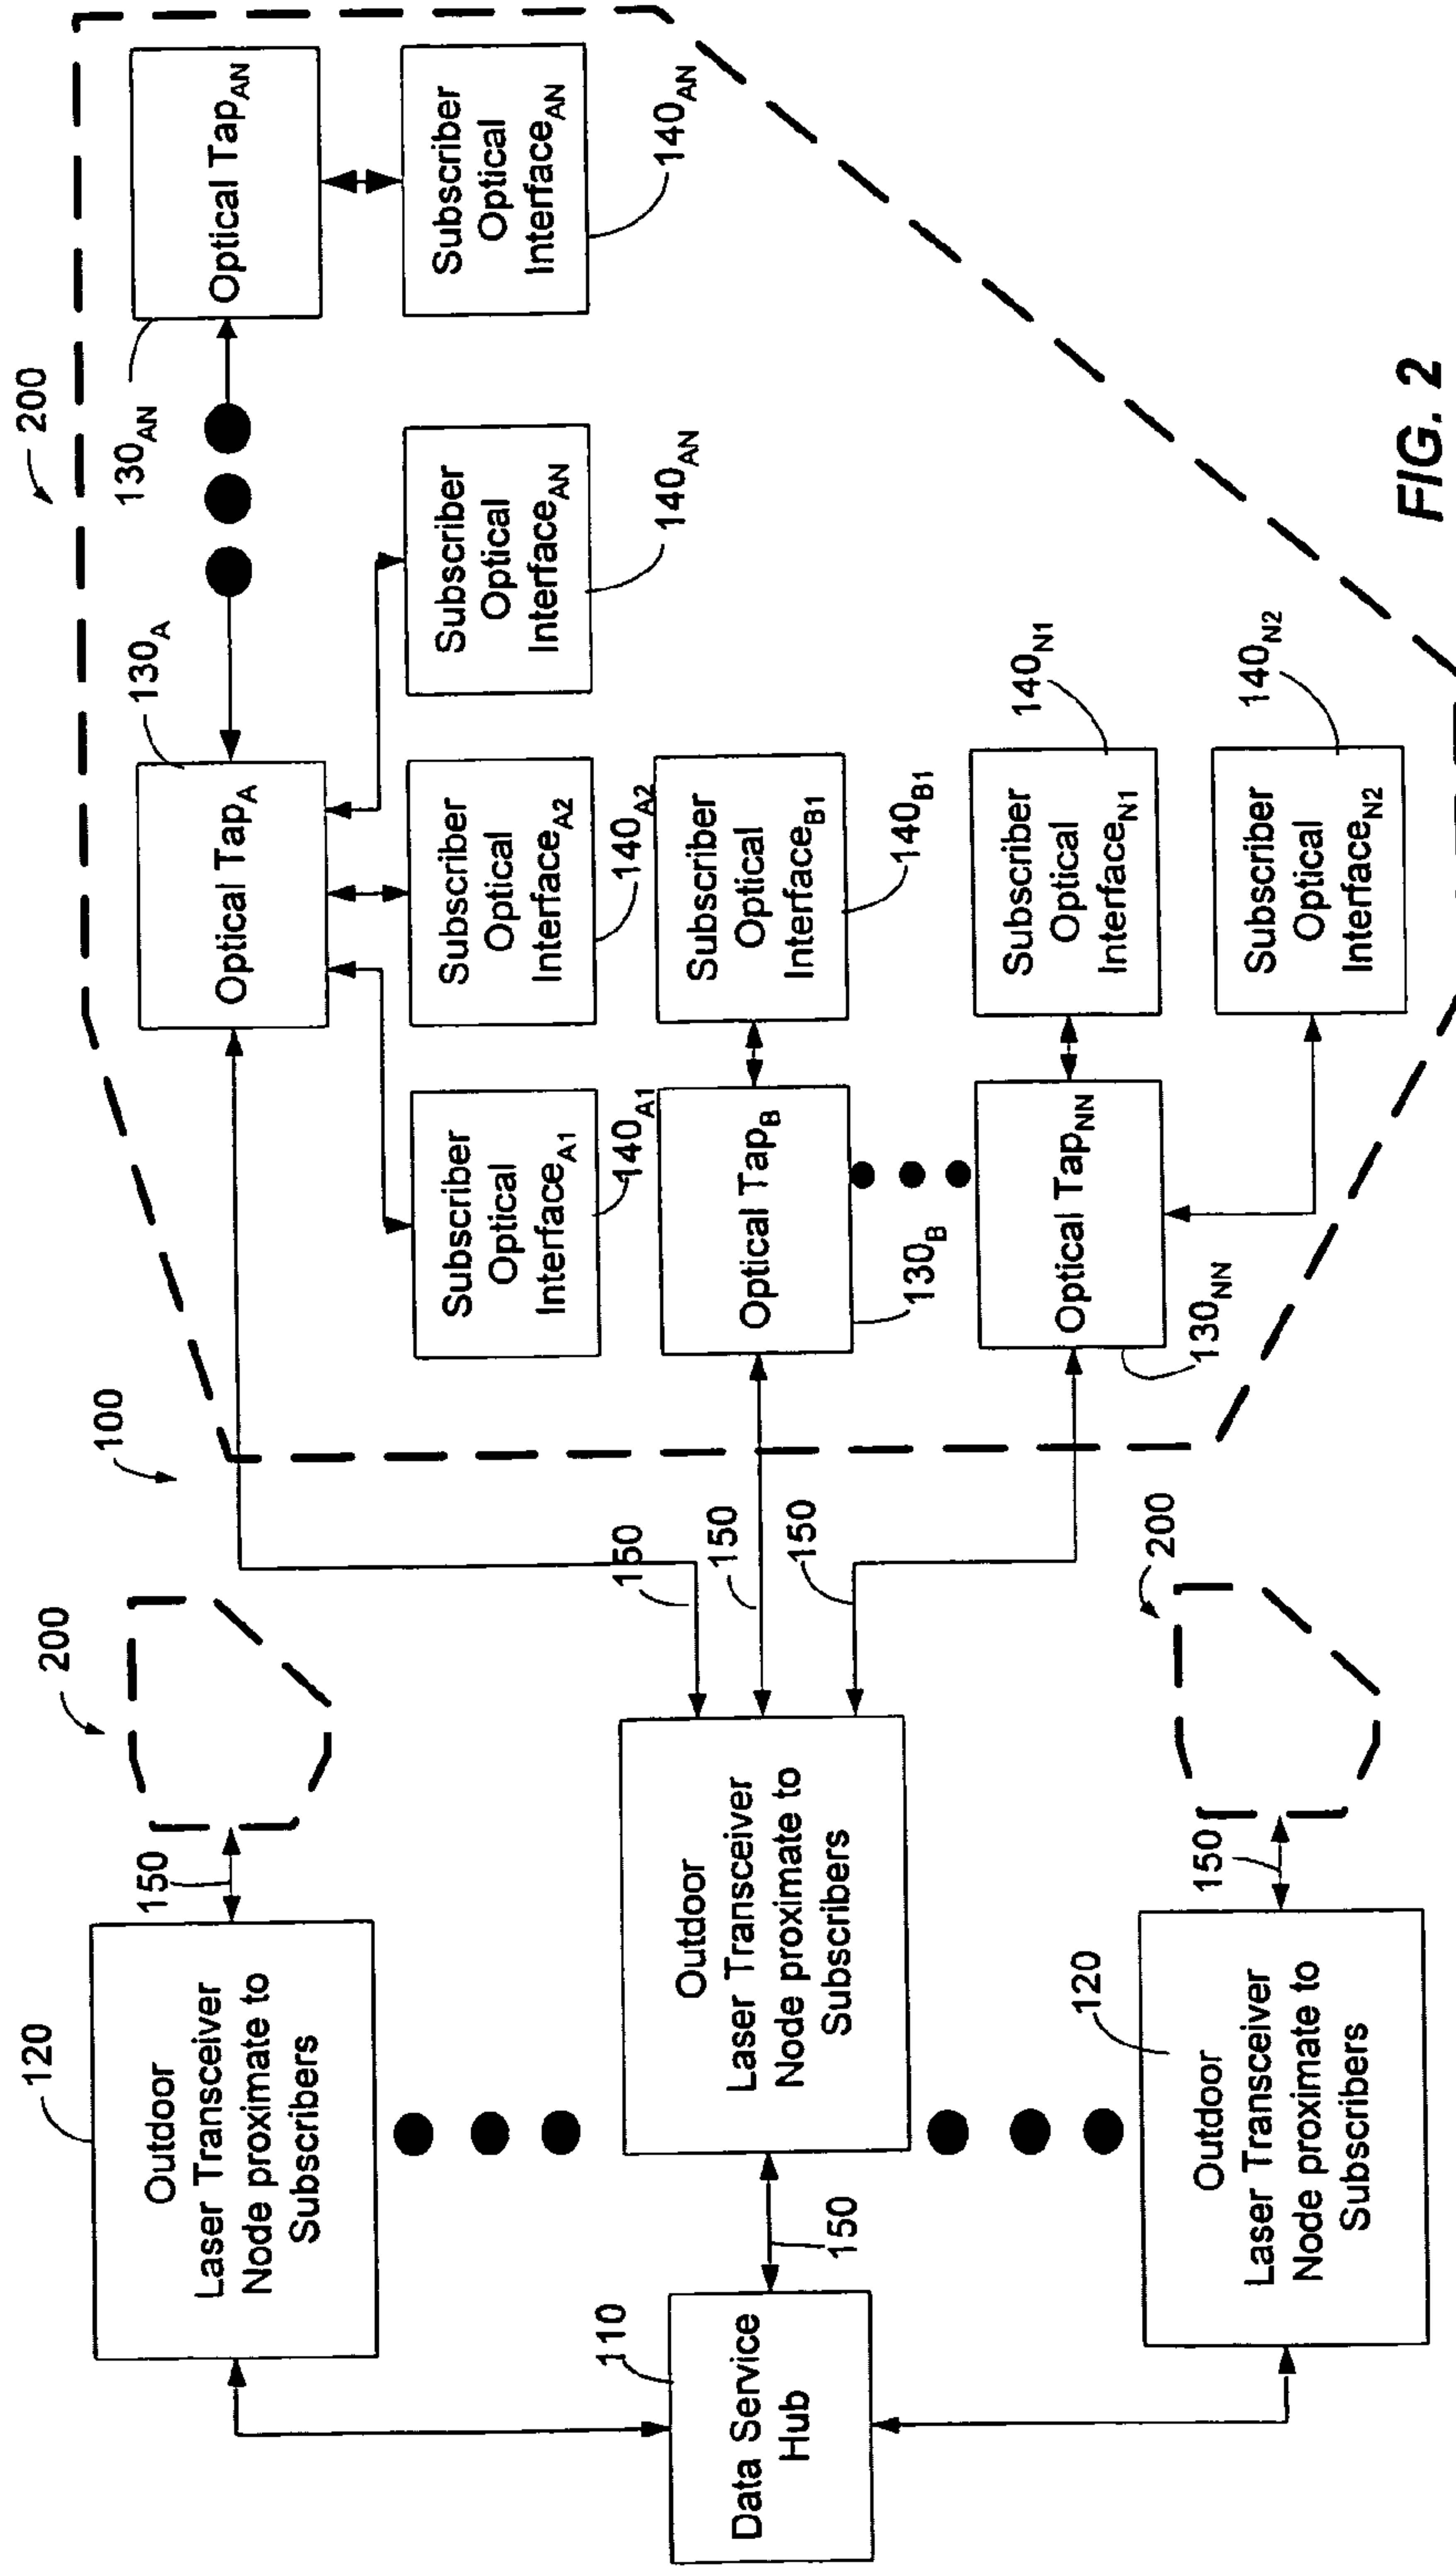 200
100
200
120
Outdoor
Laser Transceiver
Node proximate to
Subscribers
150
130A
Optical TapA
130AN
Optical TapAN
Subscriber
Optical
InterfaceA1
140A1
Subscriber
Optical
InterfaceA2
140A2
Subscriber
Optical
InterfaceAN
140AN
Subscriber
Optical
InterfaceAN
140AN
110
Data Service
Hub
150
Outdoor
Laser Transceiver
Node proximate to
Subscribers
150
150
150
Optical TapB
130B
Subscriber
Optical
InterfaceB1
140B1
Optical TapNN
130NN
Subscriber
Optical
InterfaceN1
140N1
Subscriber
Optical
InterfaceN2
140N2
120
Outdoor
Laser Transceiver
Node proximate to
Subscribers
150
200
FIG. 2